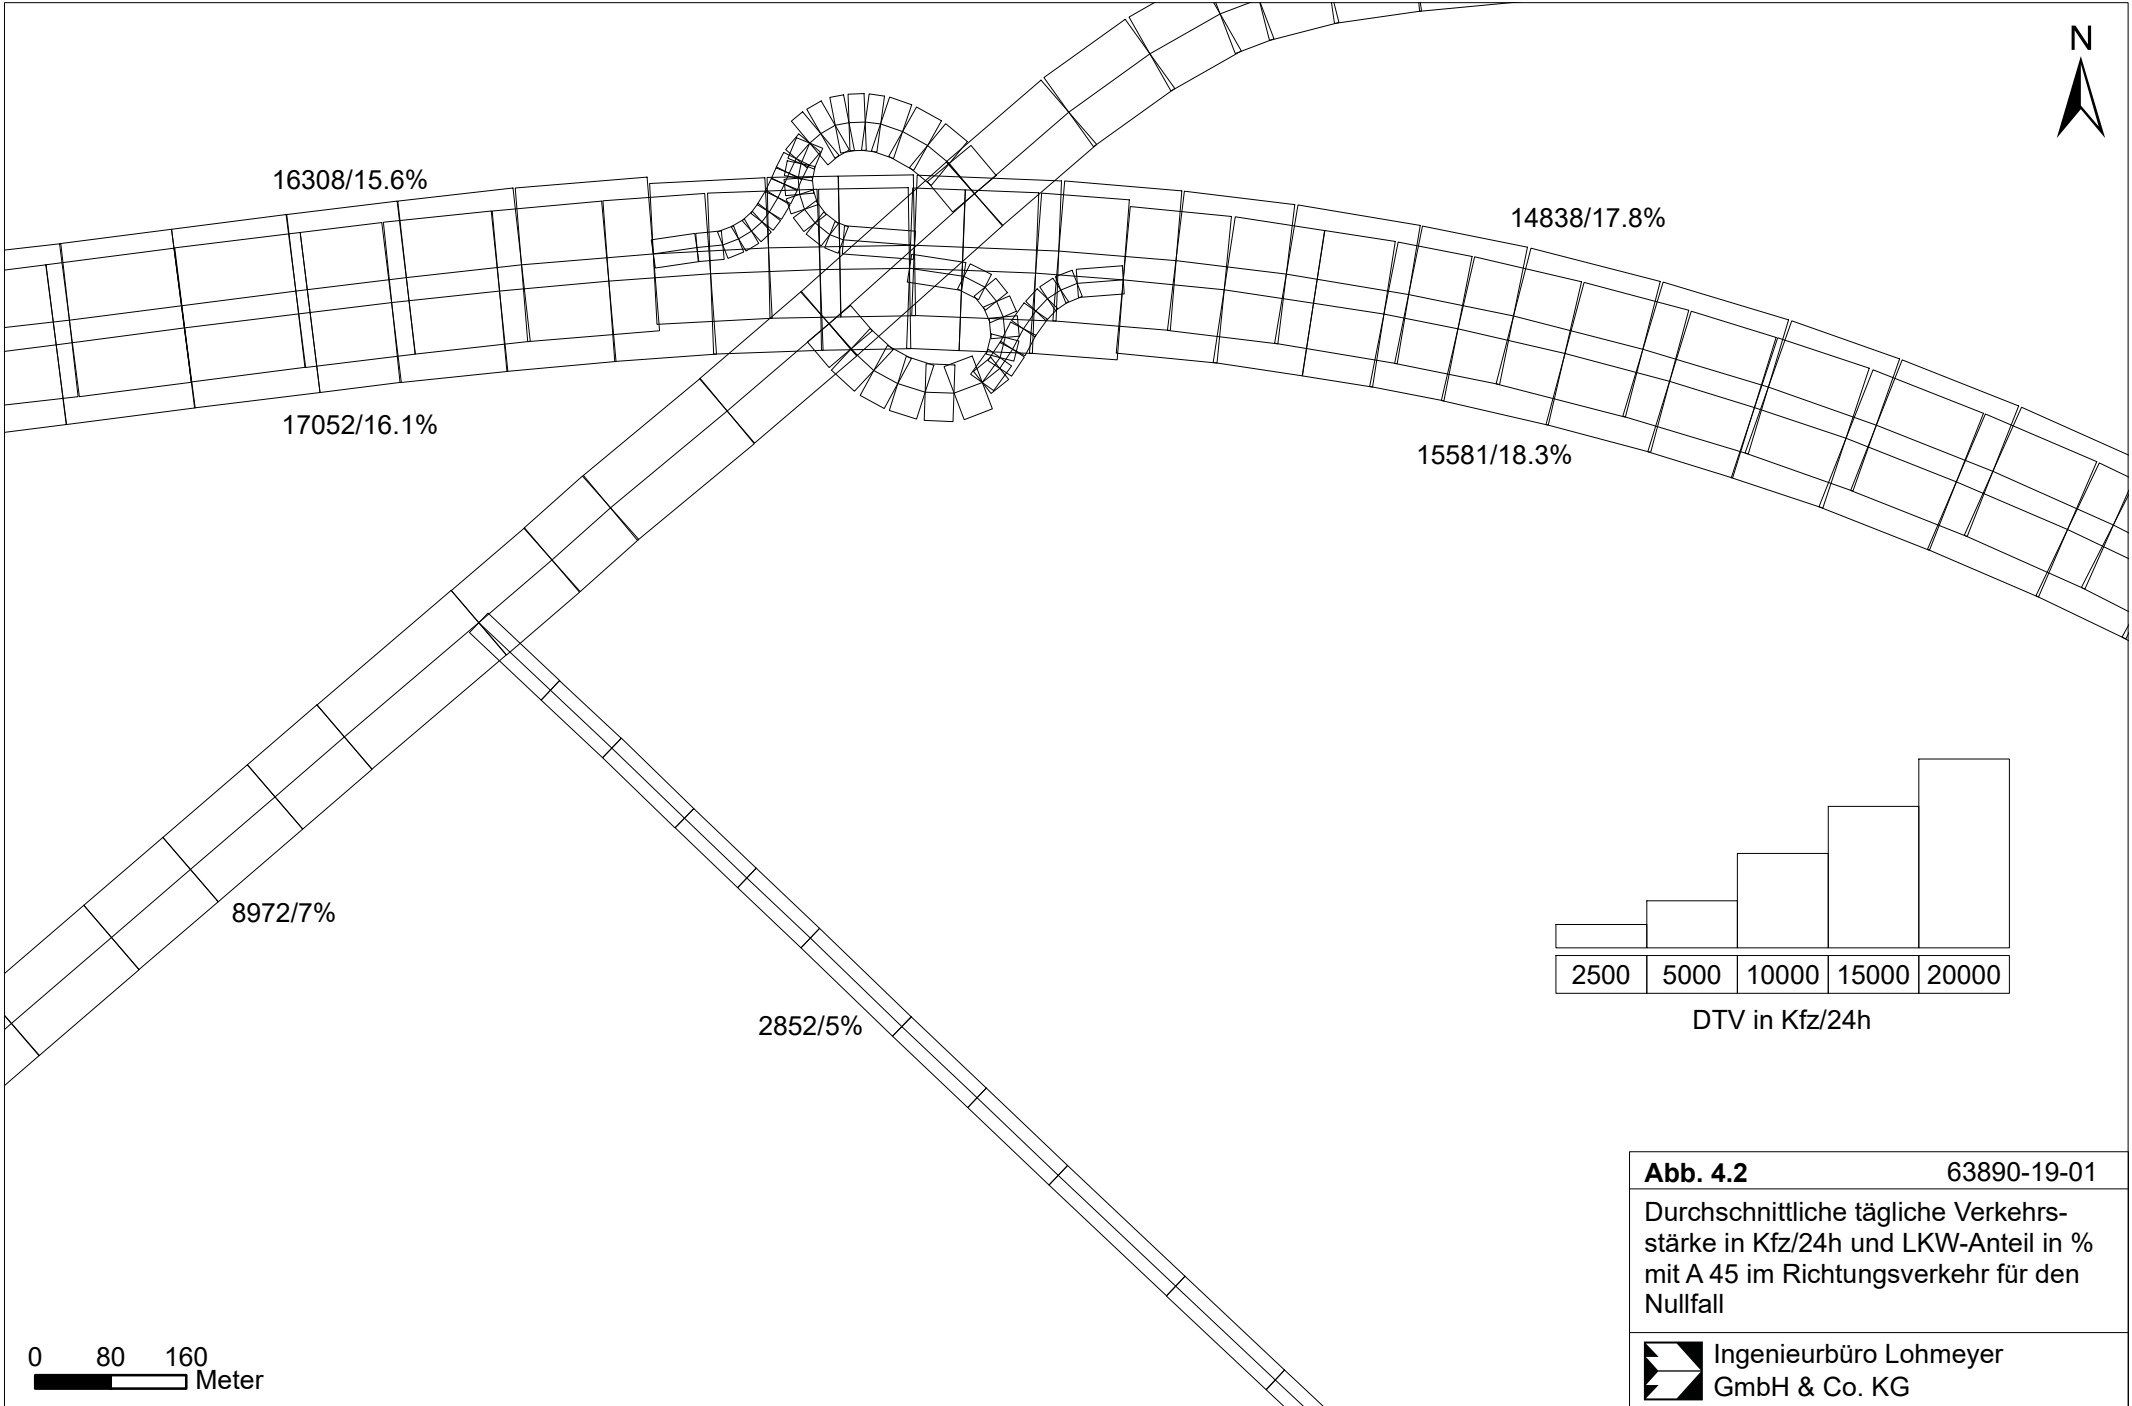 N
16308/15.6%
14838/17.8%
17052/16.1%
15581/18.3%
8972/7%
2852/5%
2500 5000 10000 15000 20000
DTV in Kfz/24h
Abb. 4.2 63890-19-01
Durchschnittliche tägliche Verkehrs-
stärke in Kfz/24h und LKW-Anteil in %
mit A 45 im Richtungsverkehr für den
Nullfall
Ingenieurbüro Lohmeyer
GmbH & Co. KG
0 80 160
Meter